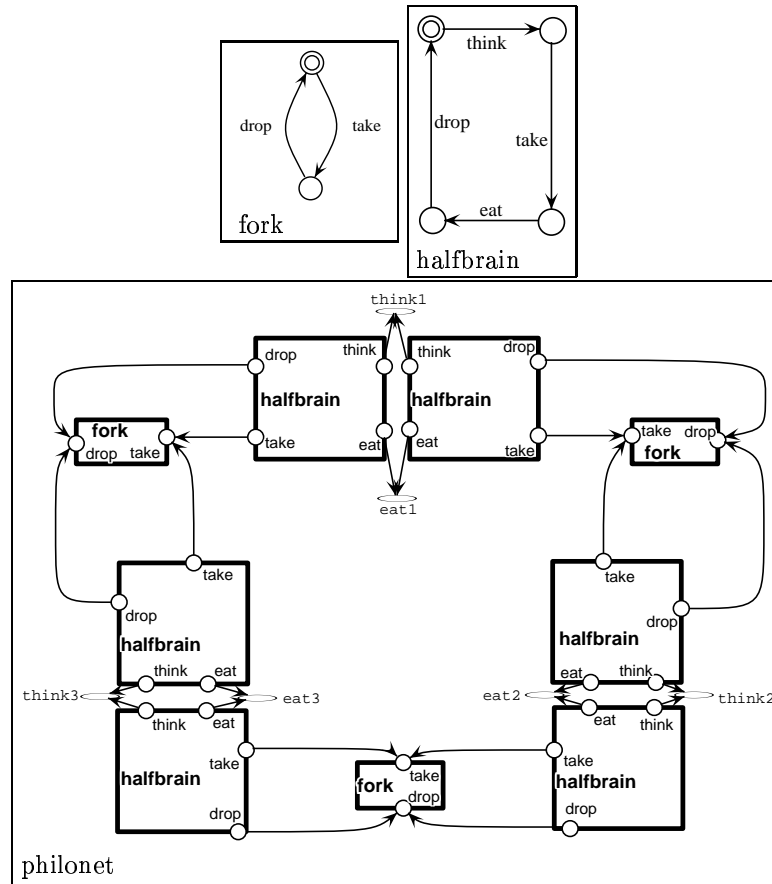 think
drop
take
drop
take
eat
fork
halfbrain
think1
drop
think
think
drop
halfbrain
halfbrain
fork
take
drop
drop
take
take
eat
eat
take
fork
eat1
take
take
drop
drop
halfbrain
halfbrain
think
eat
eat
think
think3
eat3
eat2
think2
think
eat
eat
think
take
take
take
halfbrain
fork
halfbrain
drop
drop
drop
philonet